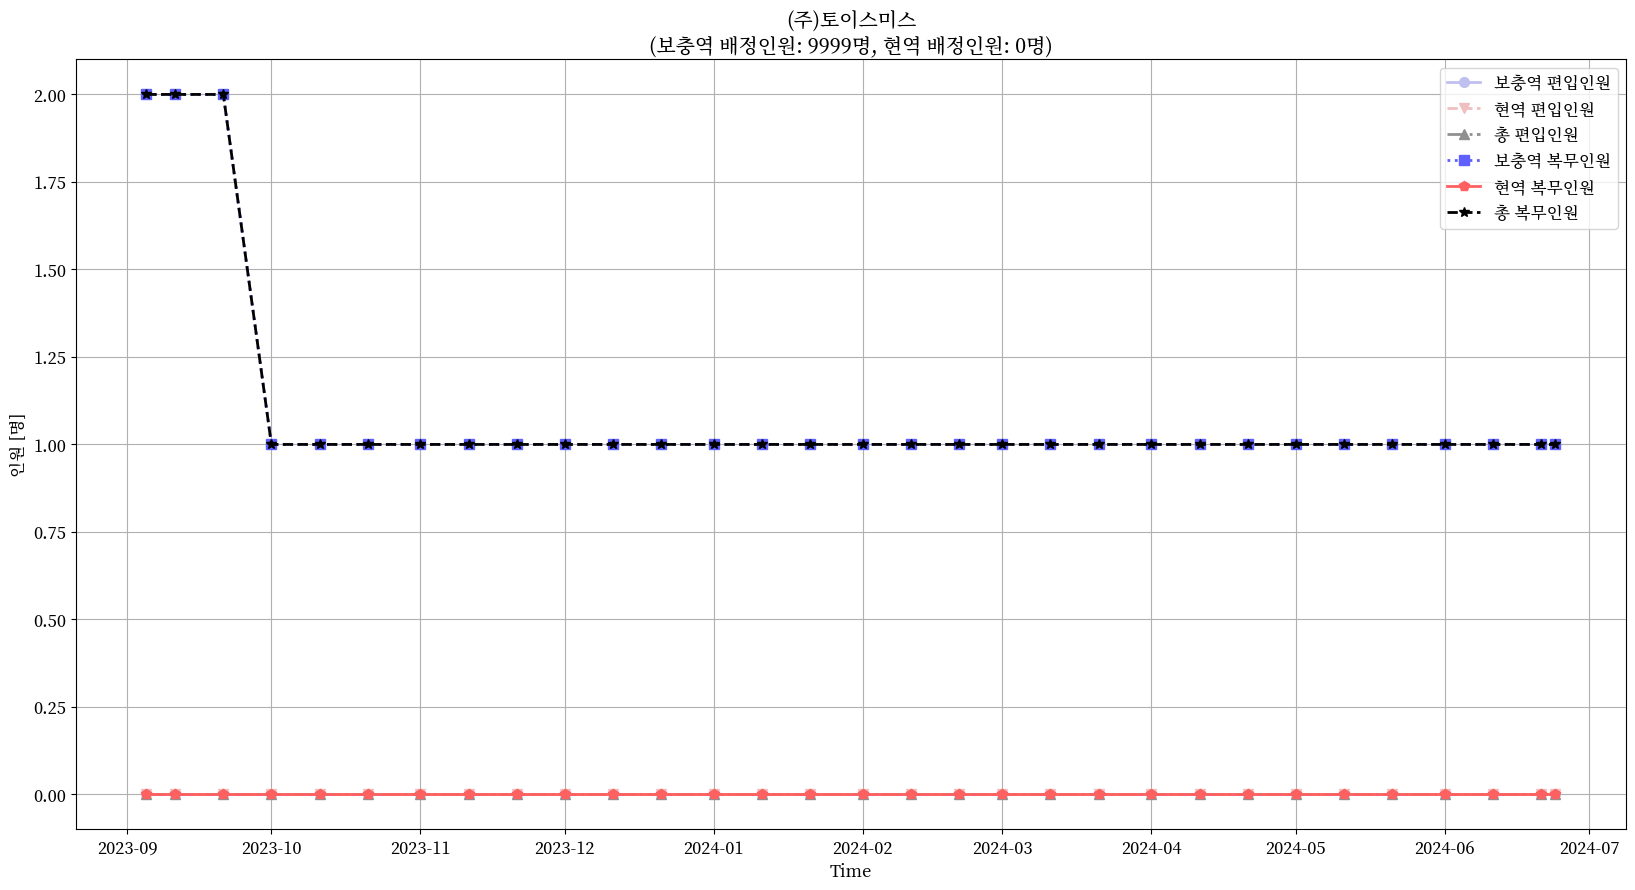 (주)토이스미스
(보충역 배정인원: 9999명, 현역 배정인원: 0명)
보충역 편입인원
현역 편입인원
총 편입인원
보충역 복무인원
현역 복무인원
총 복무인원
인원 [명]
2.00
1.75
1.50
1.25
1.00
0.75
0.50
0.25
0.00
2023-09 2023-10 2023-11 2023-12 2024-01 2024-02 2024-03 2024-04 2024-05 2024-06 2024-07
Time